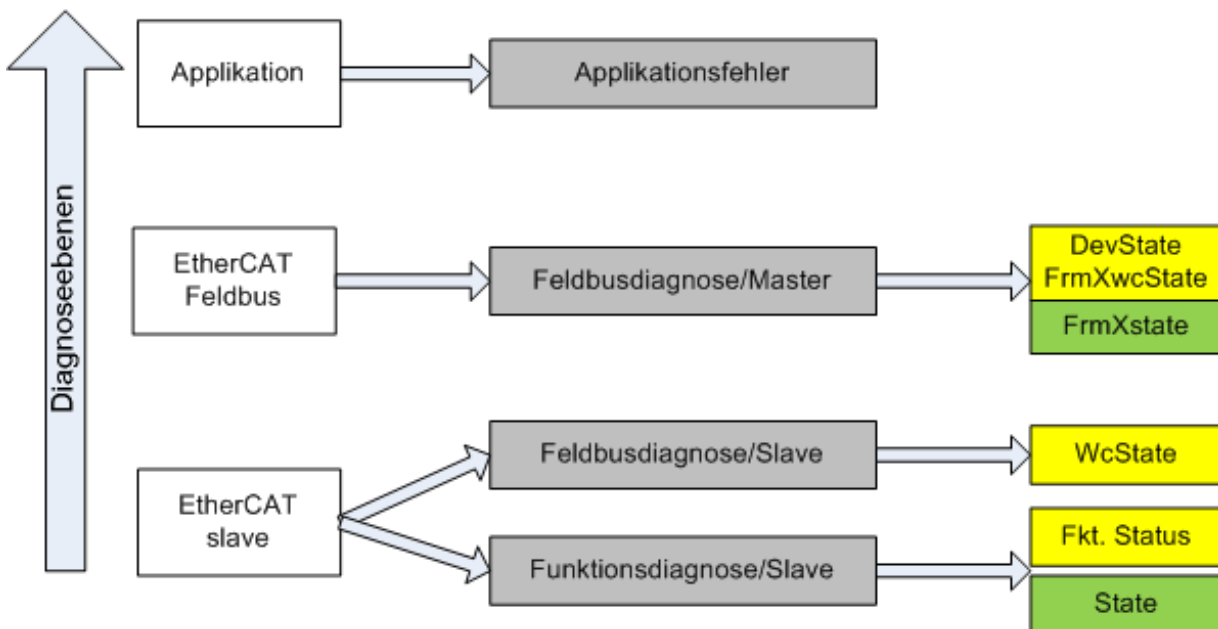 Diagnoseebenen
Applikation
Applikationsfehler
EtherCAT
Feldbus
Feldbusdiagnose/Master
DevState
FrmXwcState
FrmXstate
EtherCAT
slave
Feldbusdiagnose/Slave
WcState
Funktionsdiagnose/Slave
Fkt. Status
State